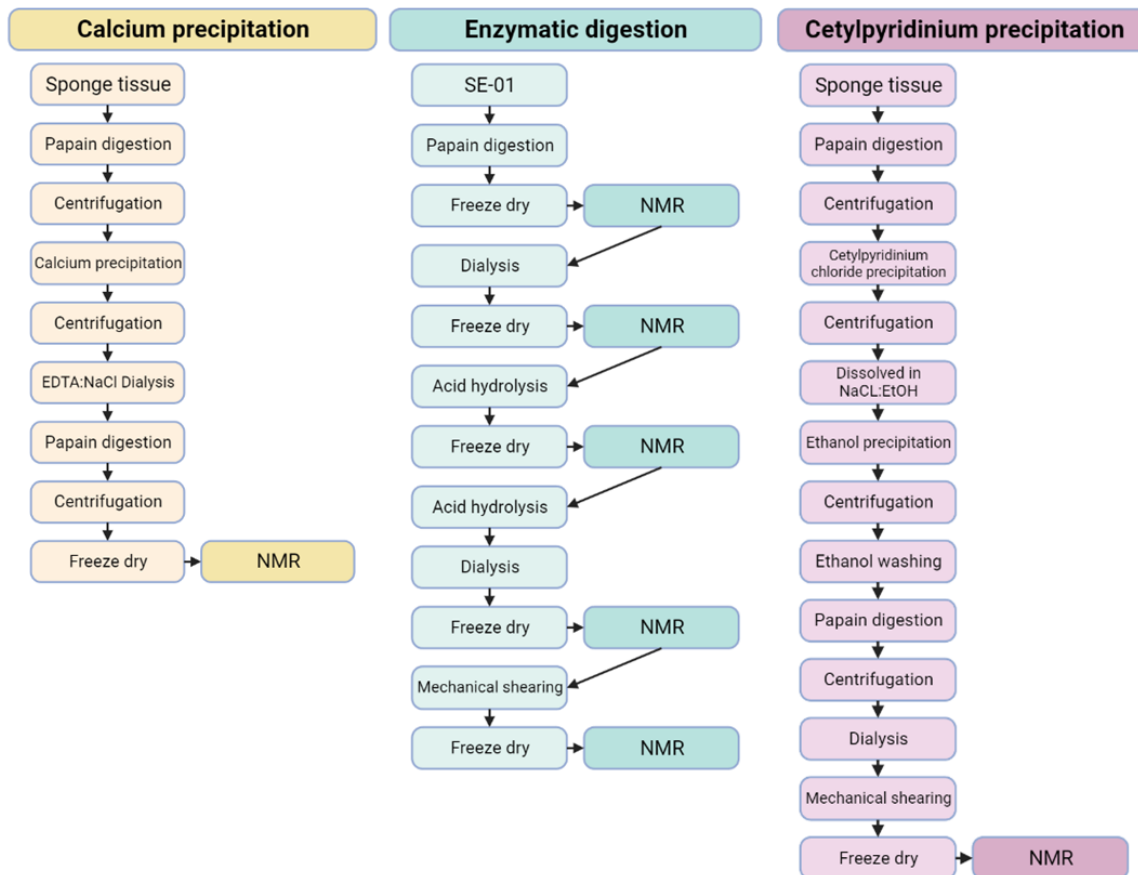 Calcium precipitation
Sponge tissue
Papain digestion
Centrifugation
Calcium precipitation
Centrifugation
EDTA:NaCl Dialysis
Papain digestion
Centrifugation
Freeze dry
NMR
Enzymatic digestion
SE-01
Papain digestion
Freeze dry
NMR
Dialysis
Freeze dry
NMR
Acid hydrolysis
Freeze dry
NMR
Acid hydrolysis
Dialysis
Freeze dry
NMR
Mechanical shearing
Freeze dry
NMR
Cetylpyridinium precipitation
Sponge tissue
Papain digestion
Centrifugation
Cetylpyridinium
chloride precipitation
Centrifugation
Dissolved in
NaCL:EtOH
Ethanol precipitation
Centrifugation
Ethanol washing
Papain digestion
Centrifugation
Dialysis
Mechanical shearing
Freeze dry
NMR